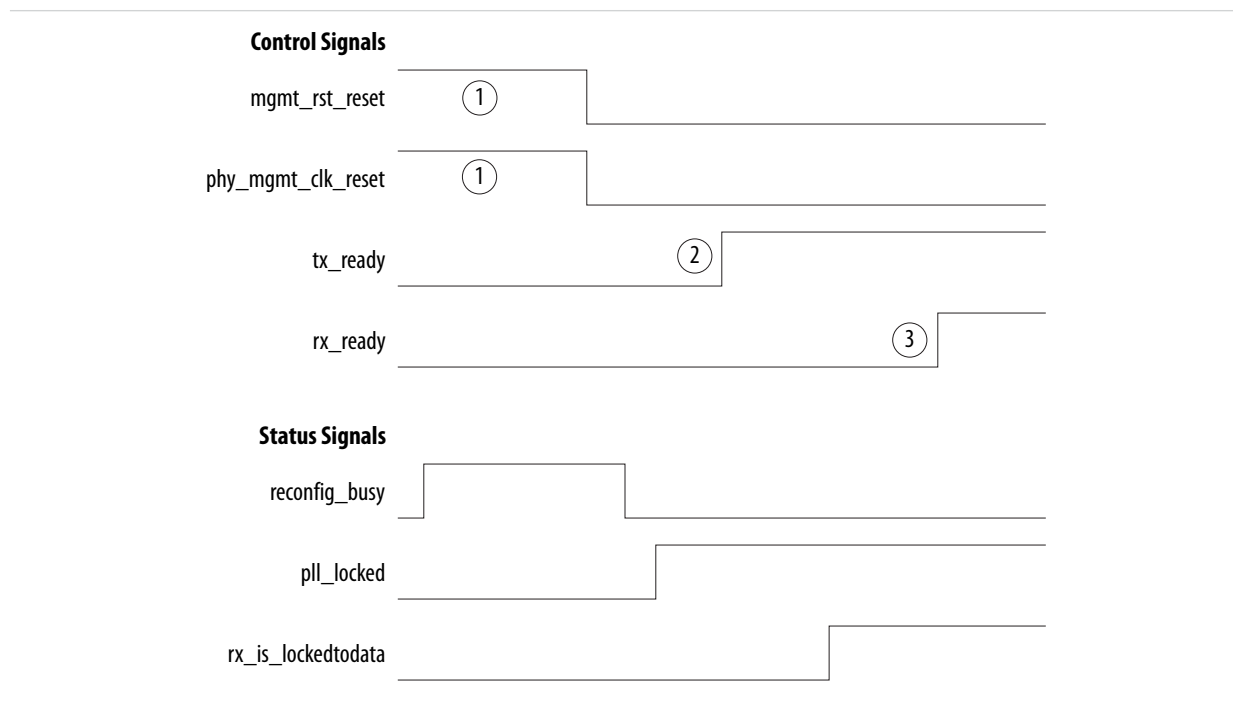 Control Signals
mgmt_rst_reset
1
phy_mgmt_clk_reset
1
tx_ready
2
rx_ready
3
Status Signals
reconfig_busy
pll_locked
rx_is_lockedtodata